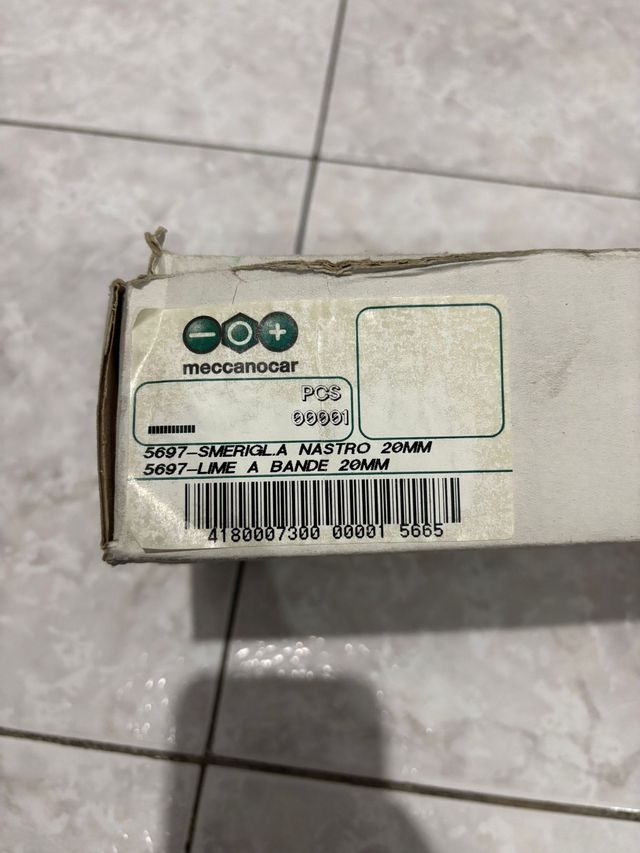 meccanocar
PCS
00001
5697-SMERIGL.A NASTRO 20MM
5697-LIME A BANDE 20MM
4180007300 00001 5665